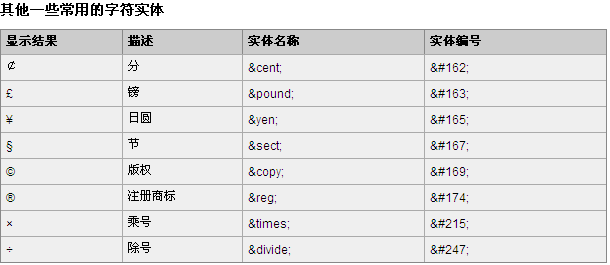 其他一些常用的字符实体
显示结果 描述 实体名称 实体编号
¢ 分 &cent; &#162;
£ 镑 &pound; &#163;
¥ 日圆 &yen; &#165;
§ 节 &sect; &#167;
© 版权 &copy; &#169;
® 注册商标 &reg; &#174;
× 乘号 &times; &#215;
÷ 除号 &divide; &#247;